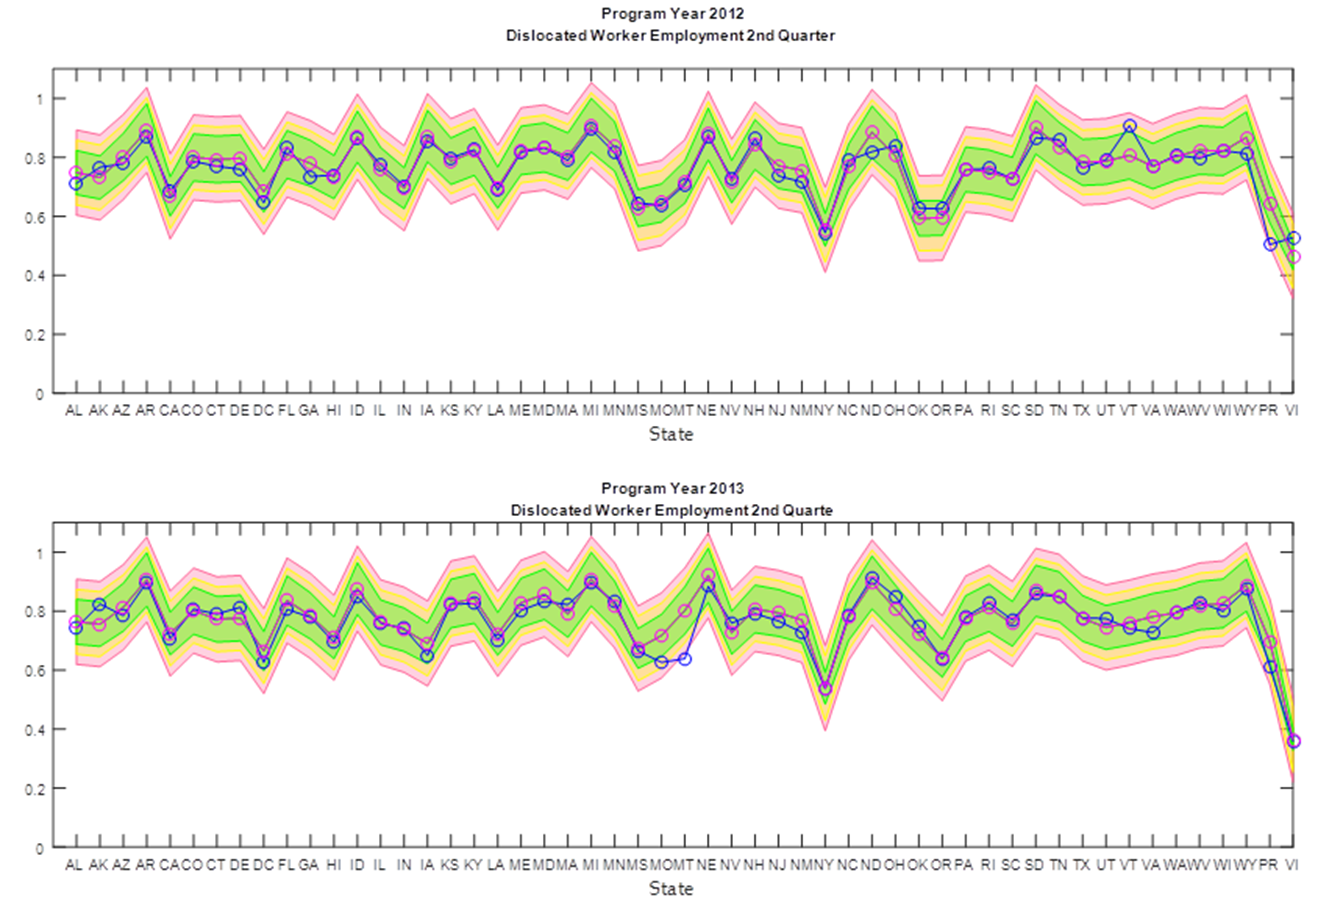 Program Year 2012
Dislocated Worker Employment 2nd Quarter
1
0.8
0.6
0.4
0.2
0
AL AK AZ AR CA CO CT DE DC FL GA HI ID IL IN IA KS KY LA ME MD MA MI MN MS MO MT NE NV NH NJ NM NY NC ND OH OK OR PA RI SC SD TN TX UT VT VA WA WV WI WY PR VI
State
Program Year 2013
Dislocated Worker Employment 2nd Quarte
1
0.8
0.6
0.4
0.2
0
AL AK AZ AR CA CO CT DE DC FL GA HI ID IL IN IA KS KY LA ME MD MA MI MN MS MO MT NE NV NH NJ NM NY NC ND OH OK OR PA RI SC SD TN TX UT VT VA WA WV WI WY PR VI
State